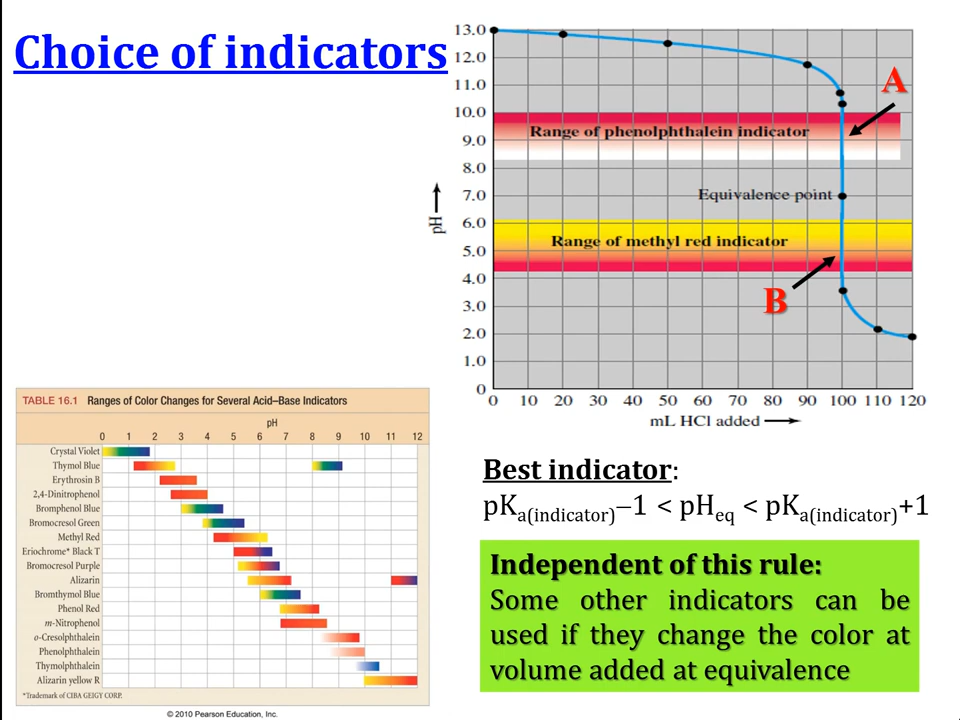 Choice of indicators
13.0
12.0
11.0
10.0
9.0
8.0
7.0
6.0
5.0
4.0
3.0
2.0
1.0
0
pH
A
Range of phenolphthalein indicator
Equivalence point
Range of methyl red indicator
B
0 10 20 30 40 50 60 70 80 90 100 110 120
mL HCl added
TABLE 16.1 Ranges of Color Changes for Several Acid–Base Indicators
pH
0 1 2 3 4 5 6 7 8 9 10 11 12
Crystal Violet
Thymol Blue
Erythrosin B
2,4-Dinitrophenol
Bromphenol Blue
Bromocresol Green
Methyl Red
Eriochrome* Black T
Bromocresol Purple
Alizarin
Bromthymol Blue
Phenol Red
m-Nitrophenol
o-Cresolphthalein
Phenolphthalein
Thymolphthalein
Alizarin yellow R
*Trademark of CIBA GEIGY CORP.
© 2010 Pearson Education, Inc.
Best indicator:
pKa(indicator)−1 < pHeq < pKa(indicator)+1
Independent of this rule:
Some other indicators can be
used if they change the color at
volume added at equivalence